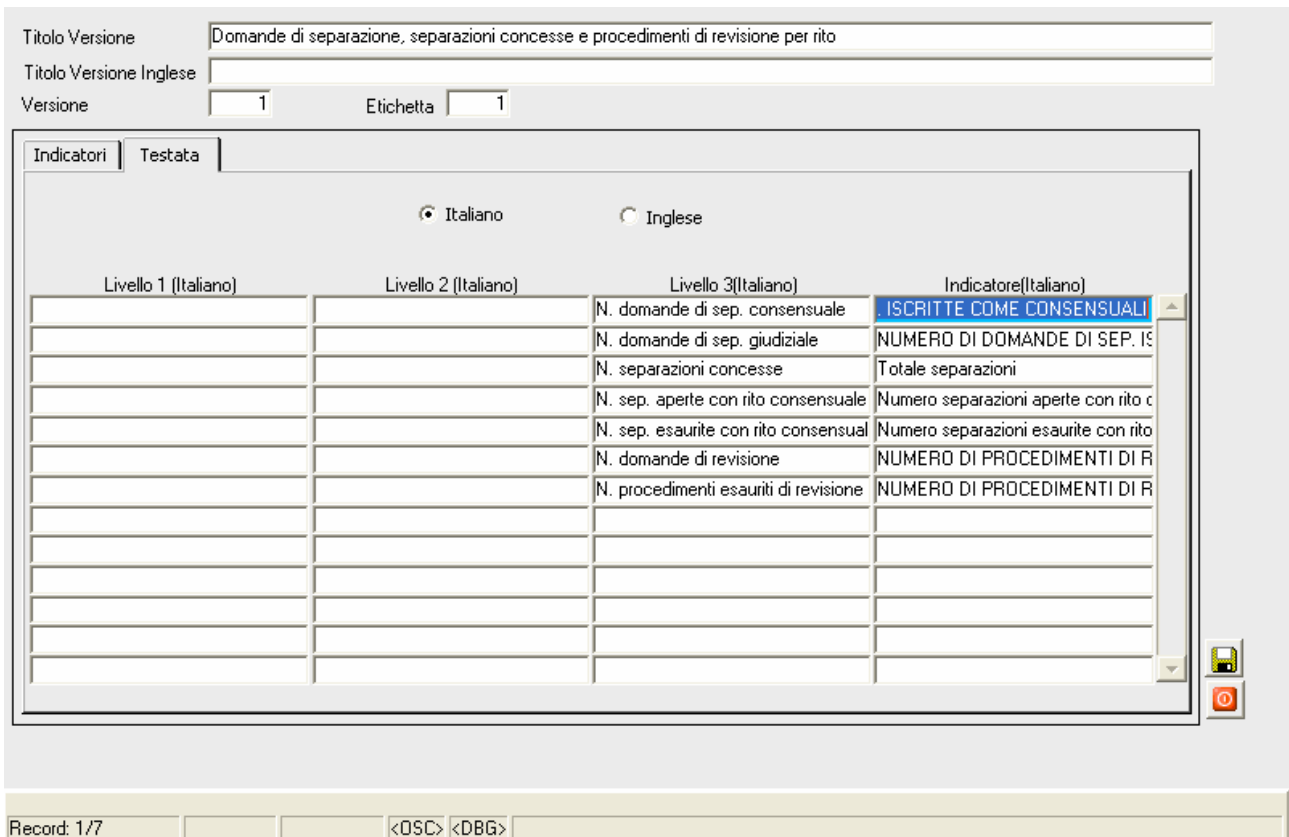 Titolo Versione Domande di separazione, separazioni concesse e procedimenti di revisione per rito
Titolo Versione Inglese
Versione 1 Etichetta 1
Indicatori Testata
Italiano Inglese
Livello 1 (Italiano) Livello 2 (Italiano) Livello 3(Italiano) Indicatore(Italiano)
N. domande di sep. consensuale . ISCRITTE COME CONSENSUALI
N. domande di sep. giudiziale NUMERO DI DOMANDE DI SEP. IS
N. separazioni concesse Totale separazioni
N. sep. aperte con rito consensuale Numero separazioni aperte con rito c
N. sep. esaurite con rito consensual Numero separazioni esaurite con rito
N. domande di revisione NUMERO DI PROCEDIMENTI DI R
N. procedimenti esauriti di revisione NUMERO DI PROCEDIMENTI DI R
Record: 1/7 <OSC> <DBG>